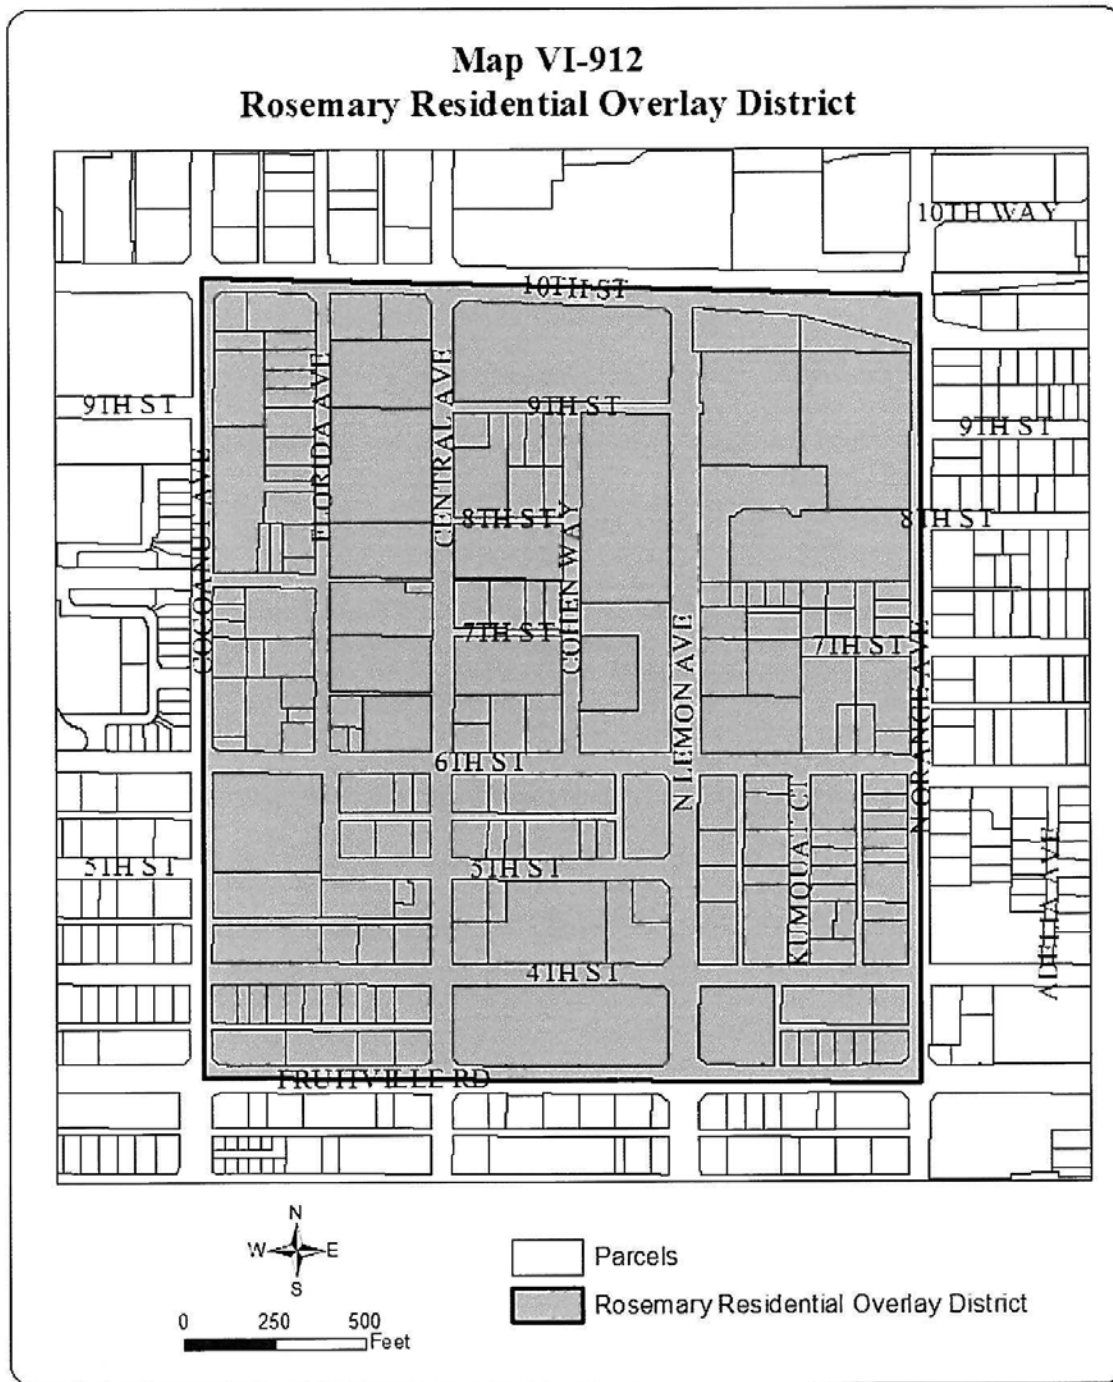 Map VI-912
Rosemary Residential Overlay District
10TH WAY
10TH ST
9TH ST
9TH ST
9TH ST
COCOANUT AVE
FLORIDA AVE
CENTRAL AVE
8TH ST
8TH ST
COHEN WAY
7TH ST
7TH ST
N LEMON AVE
N ORANGE AVE
6TH ST
KUMQUAT CT
5TH ST
5TH ST
ADELIA AVE
4TH ST
FRUITVILLE RD
N
W
E
S
0 250 500
Feet
Parcels
Rosemary Residential Overlay District